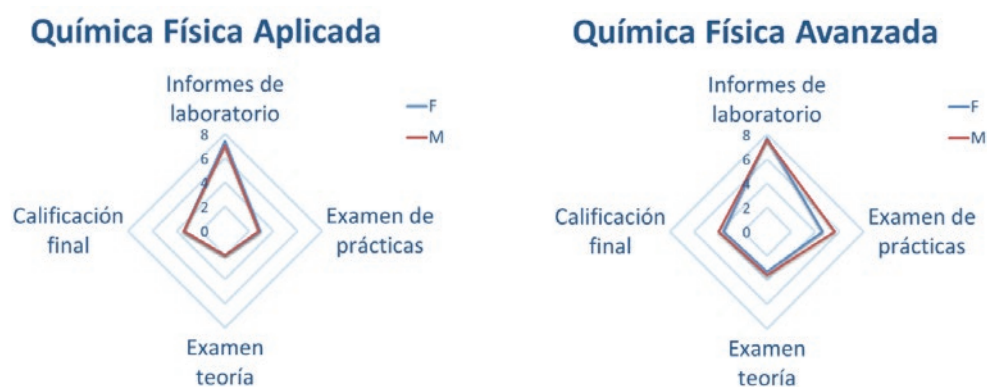 Química Física Aplicada
Informes de
laboratorio
F
M
8
6
4
2
0
Calificación
final
Examen de
prácticas
Examen
teoría
Química Física Avanzada
Informes de
laboratorio
F
M
8
6
4
2
0
Calificación
final
Examen de
prácticas
Examen
teoría